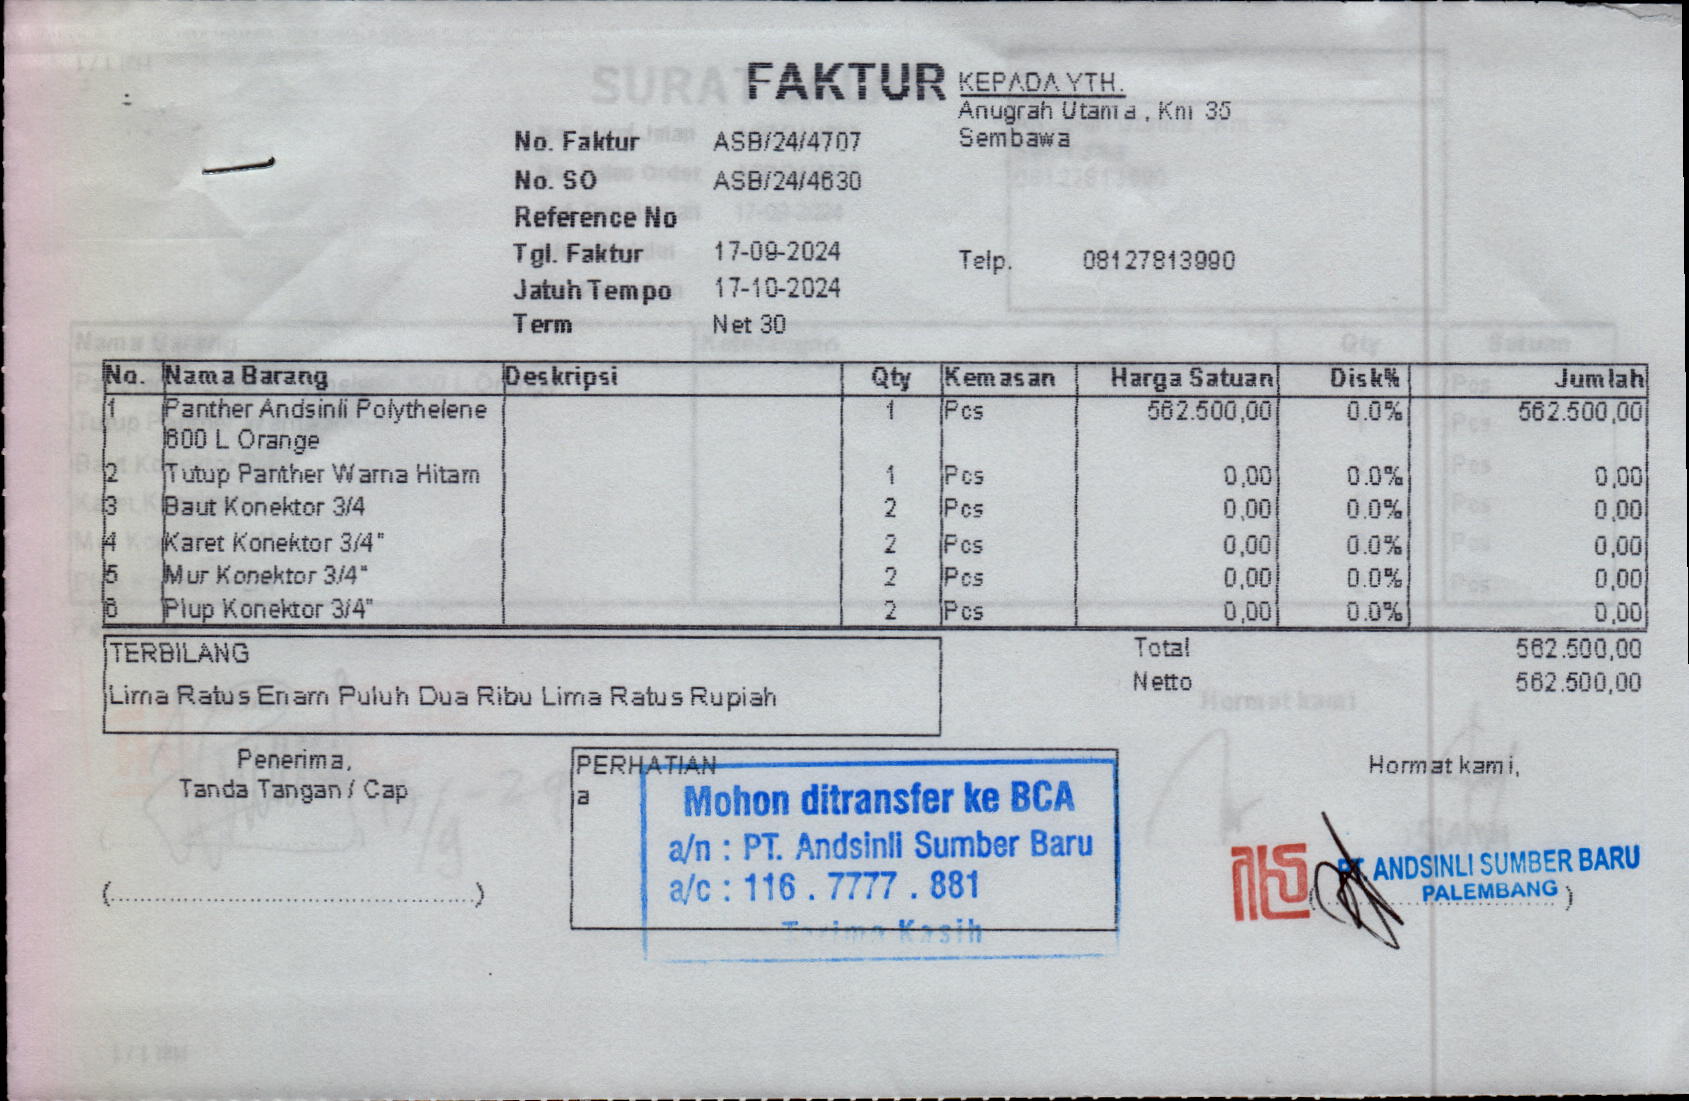 FAKTUR
KEPADA YTH.
Anugrah Utama , Km 35
Sembawa
No. Faktur ASB/24/4707
No. SO ASB/24/4630
Reference No
Tgl. Faktur 17-09-2024
Telp. 08127813990
Jatuh Tempo 17-10-2024
Term Net 30
No. Nama Barang Deskripsi Qty Kemasan Harga Satuan Disk% Jumlah
1 Panther Andsinli Polythelene 1 Pcs 562.500,00 0.0% 562.500,00
600 L Orange
2 Tutup Panther Warna Hitam 1 Pcs 0,00 0.0% 0,00
3 Baut Konektor 3/4 2 Pcs 0,00 0.0% 0,00
4 Karet Konektor 3/4" 2 Pcs 0,00 0.0% 0,00
5 Mur Konektor 3/4" 2 Pcs 0,00 0.0% 0,00
6 Plup Konektor 3/4" 2 Pcs 0,00 0.0% 0,00
TERBILANG
Lima Ratus Enam Puluh Dua Ribu Lima Ratus Rupiah
Total 562.500,00
Netto 562.500,00
Penerima,
Tanda Tangan / Cap
(................................................)
PERHATIAN
a
Mohon ditransfer ke BCA
a/n : PT. Andsinli Sumber Baru
a/c : 116 . 7777 . 881
Terima Kasih
Hormat kami,
PT. ANDSINLI SUMBER BARU
PALEMBANG